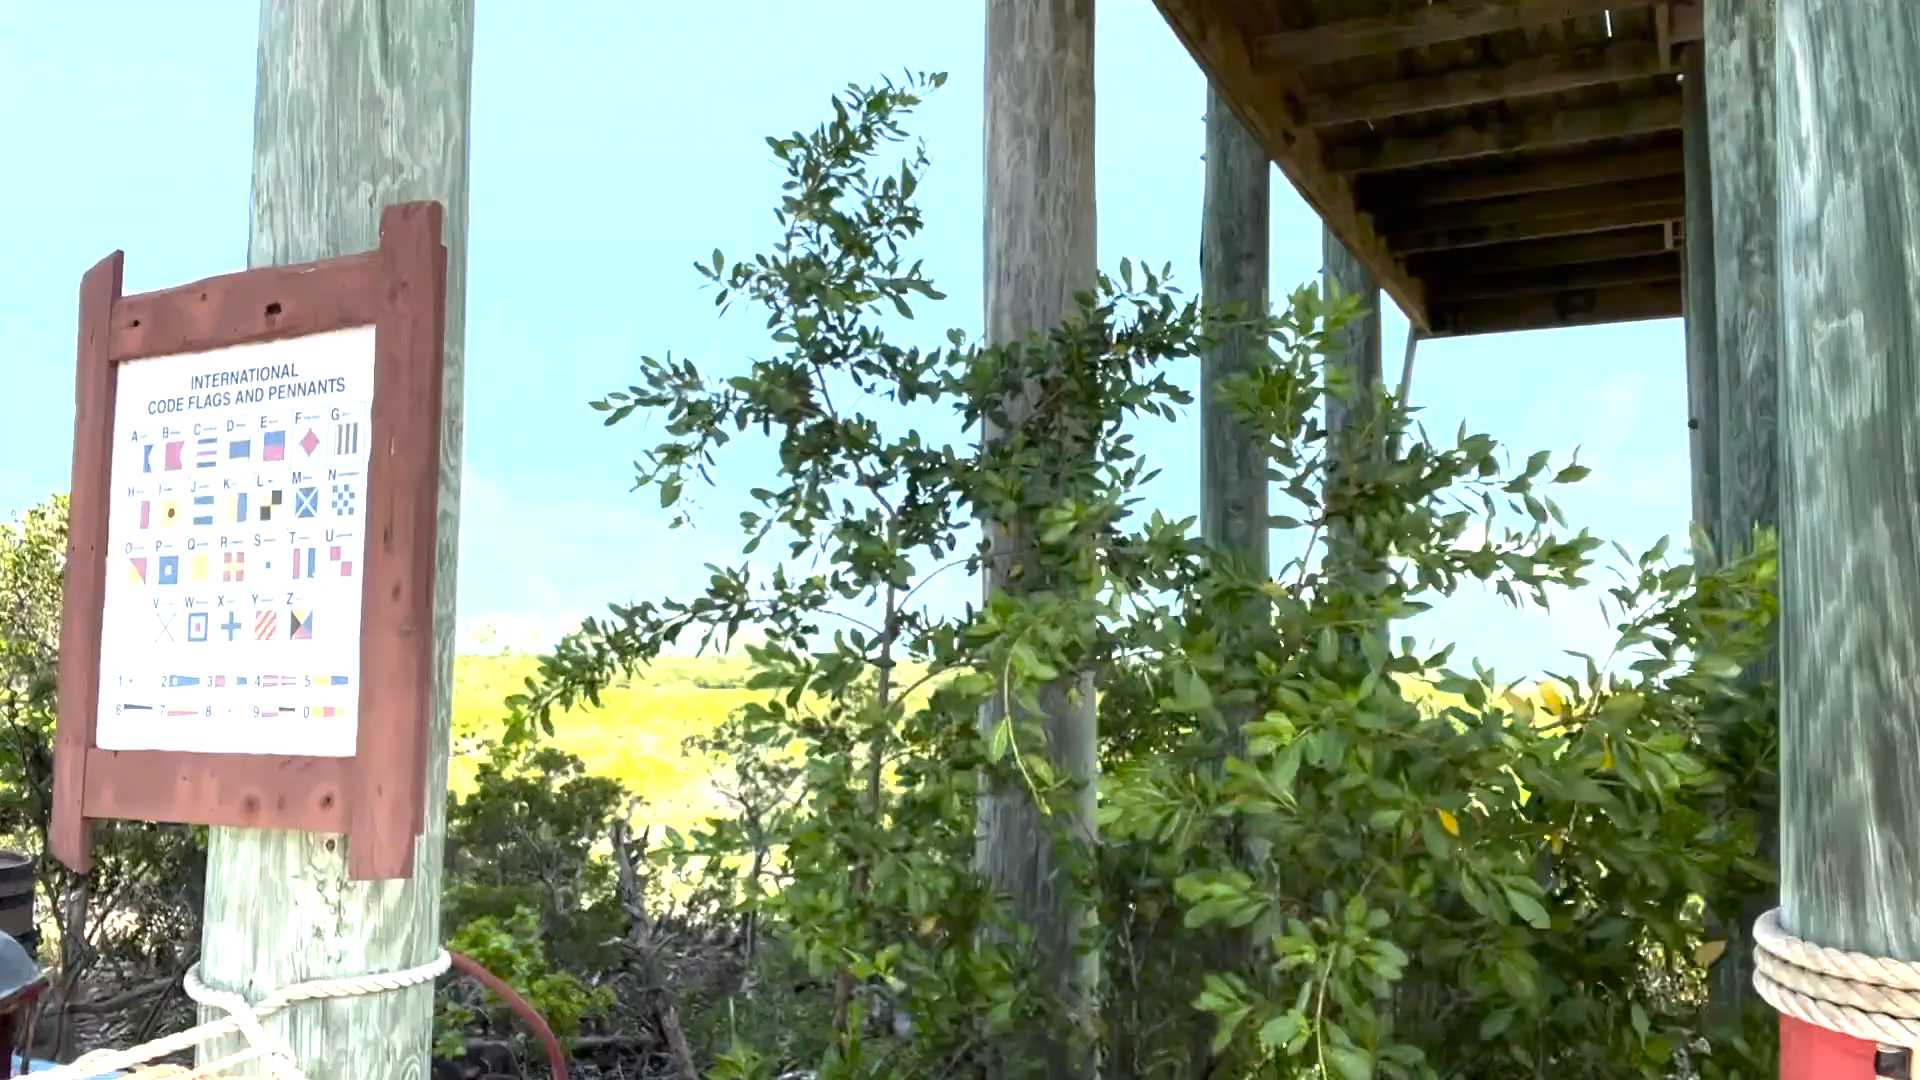 INTERNATIONAL
CODE FLAGS AND PENNANTS
A B C D E F G
H I J K L M N
O P Q R S T U
V W X Y Z
1 2 3 4 5
6 7 8 9 0